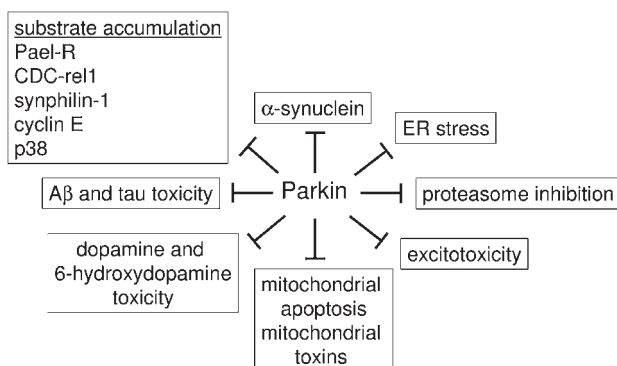 substrate accumulation
Pael-R
CDC-rel1
synphilin-1
cyclin E
p38
α-synuclein
ER stress
Aβ and tau toxicity
Parkin
proteasome inhibition
dopamine and
6-hydroxydopamine
toxicity
mitochondrial
apoptosis
mitochondrial
toxins
excitotoxicity